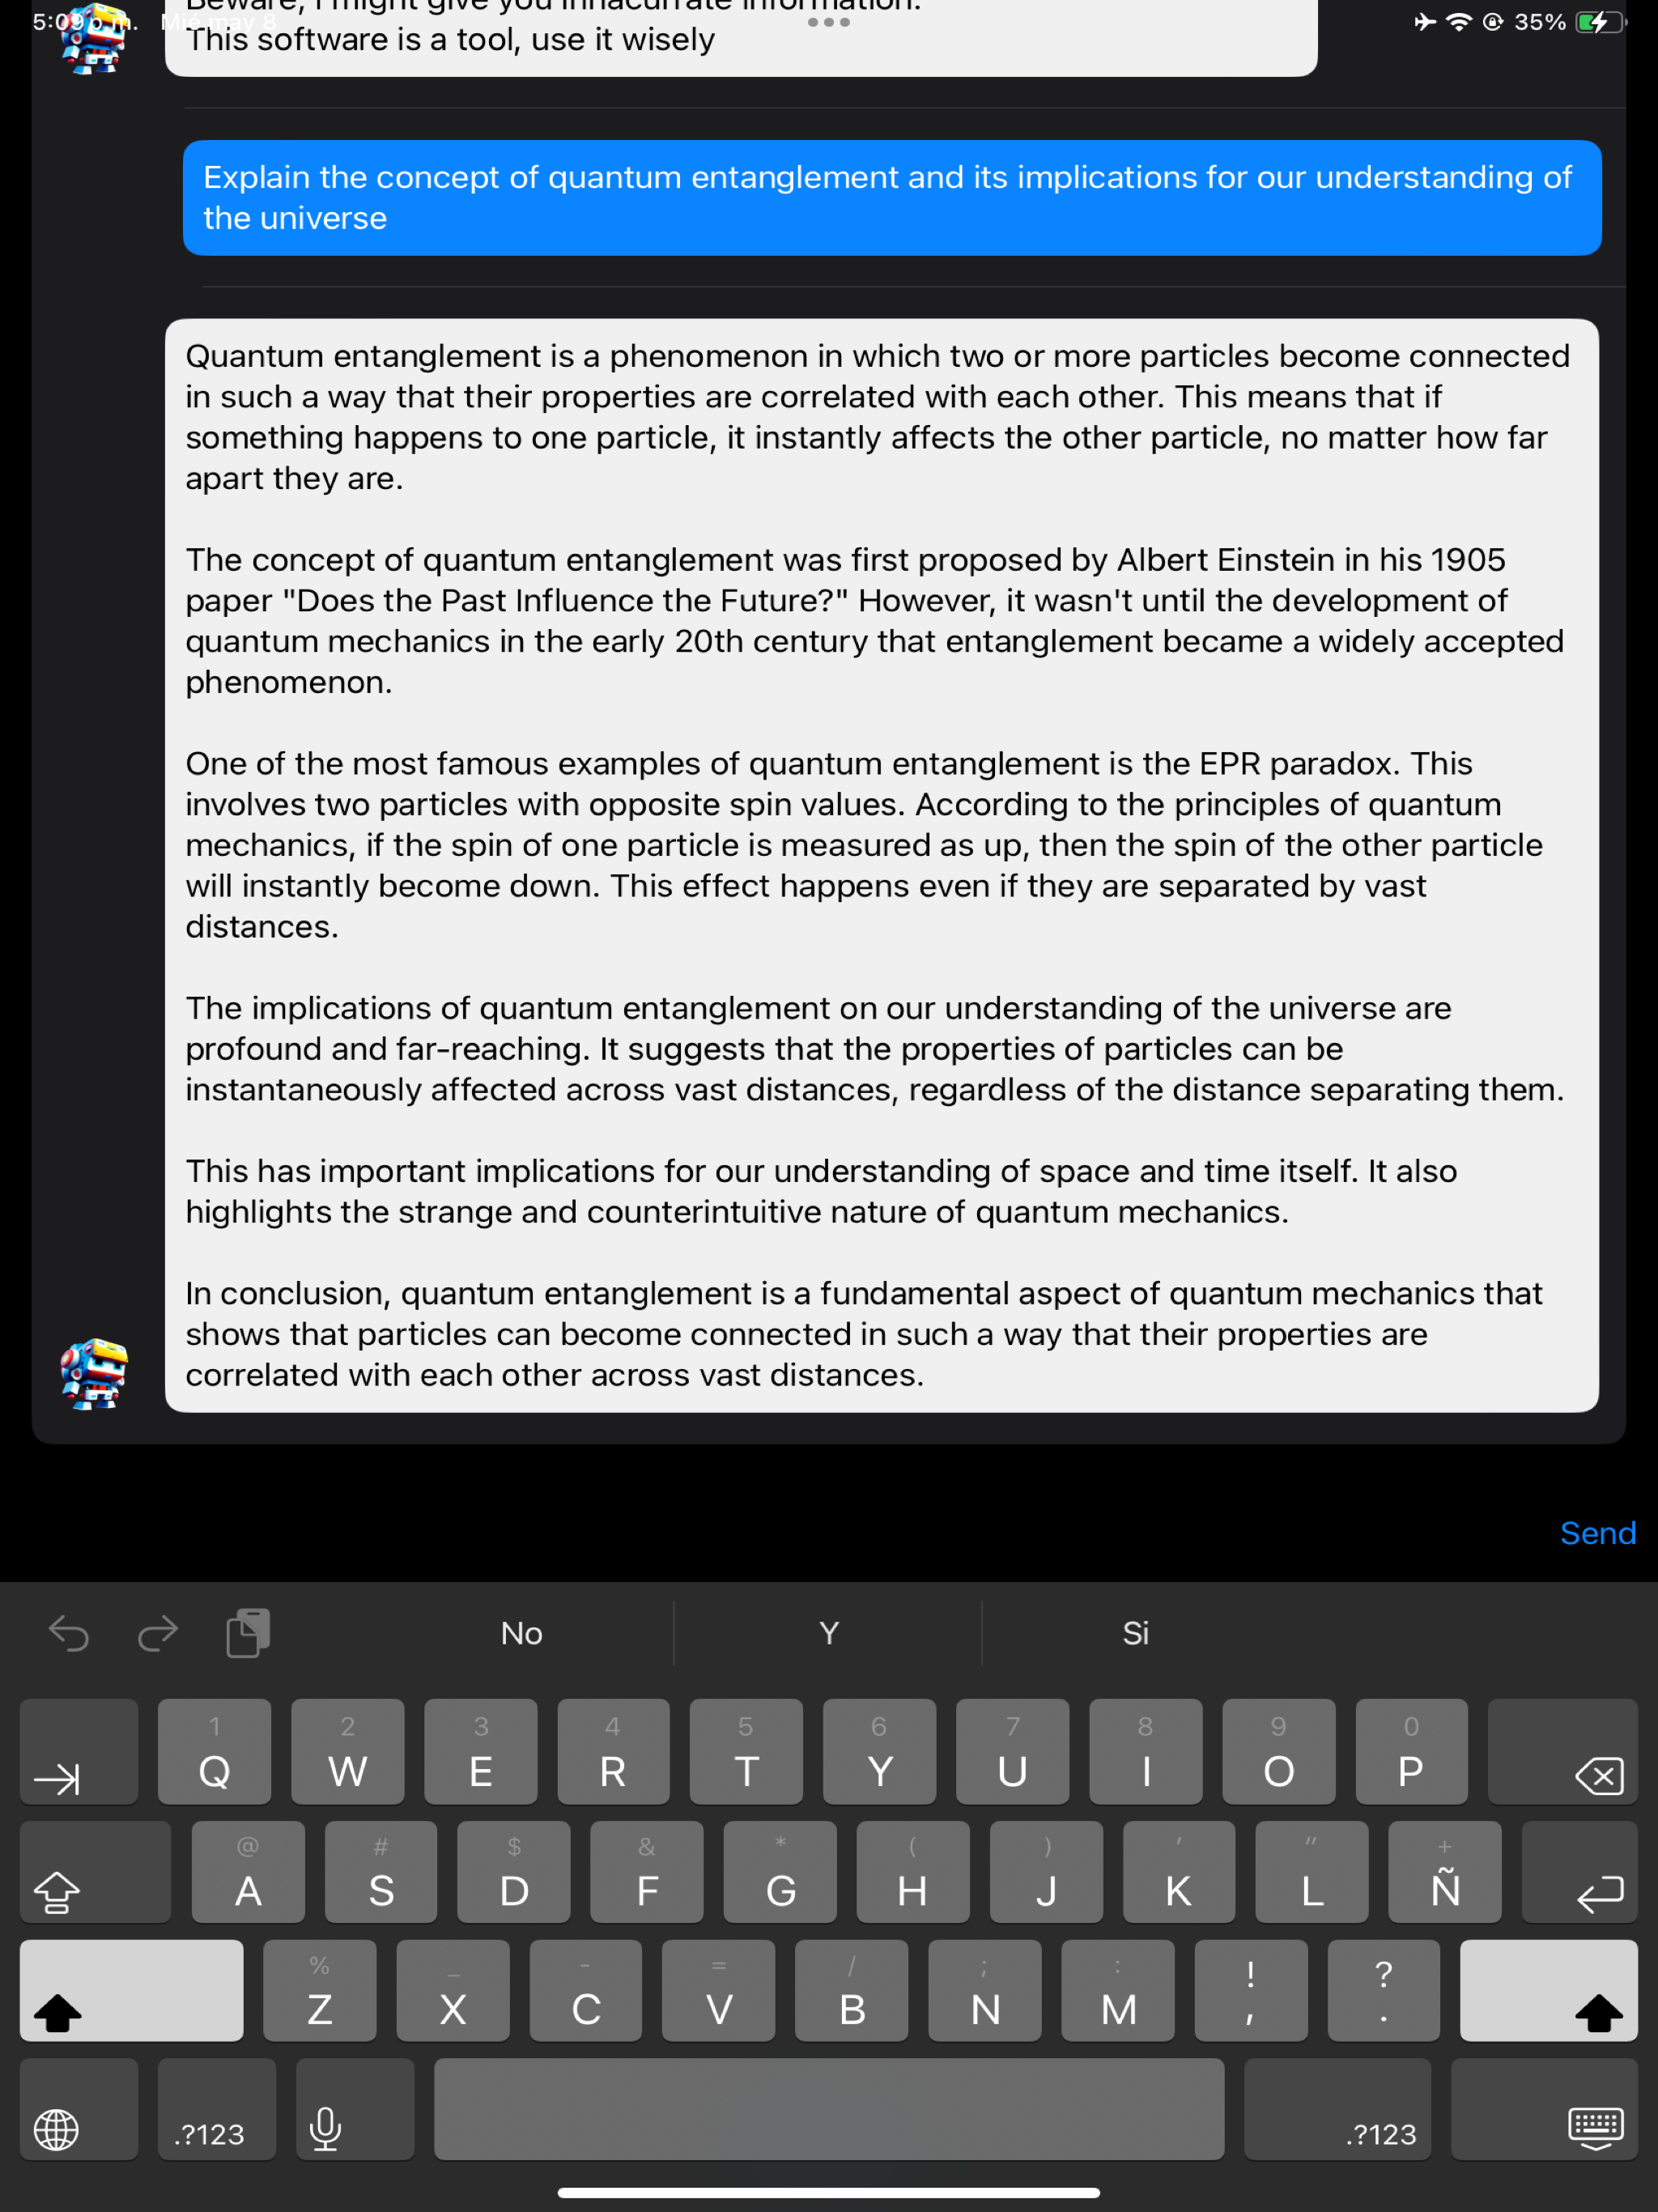 Beware, I might give you innacurrate information.
5:09 p. m. Mié may 8
35%
This software is a tool, use it wisely
Explain the concept of quantum entanglement and its implications for our understanding of
the universe
Quantum entanglement is a phenomenon in which two or more particles become connected
in such a way that their properties are correlated with each other. This means that if
something happens to one particle, it instantly affects the other particle, no matter how far
apart they are.
The concept of quantum entanglement was first proposed by Albert Einstein in his 1905
paper "Does the Past Influence the Future?" However, it wasn't until the development of
quantum mechanics in the early 20th century that entanglement became a widely accepted
phenomenon.
One of the most famous examples of quantum entanglement is the EPR paradox. This
involves two particles with opposite spin values. According to the principles of quantum
mechanics, if the spin of one particle is measured as up, then the spin of the other particle
will instantly become down. This effect happens even if they are separated by vast
distances.
The implications of quantum entanglement on our understanding of the universe are
profound and far-reaching. It suggests that the properties of particles can be
instantaneously affected across vast distances, regardless of the distance separating them.
This has important implications for our understanding of space and time itself. It also
highlights the strange and counterintuitive nature of quantum mechanics.
In conclusion, quantum entanglement is a fundamental aspect of quantum mechanics that
shows that particles can become connected in such a way that their properties are
correlated with each other across vast distances.
Send
No Y Si
1 2 3 4 5 6 7 8 9 0
Q W E R T Y U I O P
@ # $ & * ( ) ' " +
A S D F G H J K L Ñ
% _ - = / ; : ! ?
Z X C V B N M , .
.?123 .?123